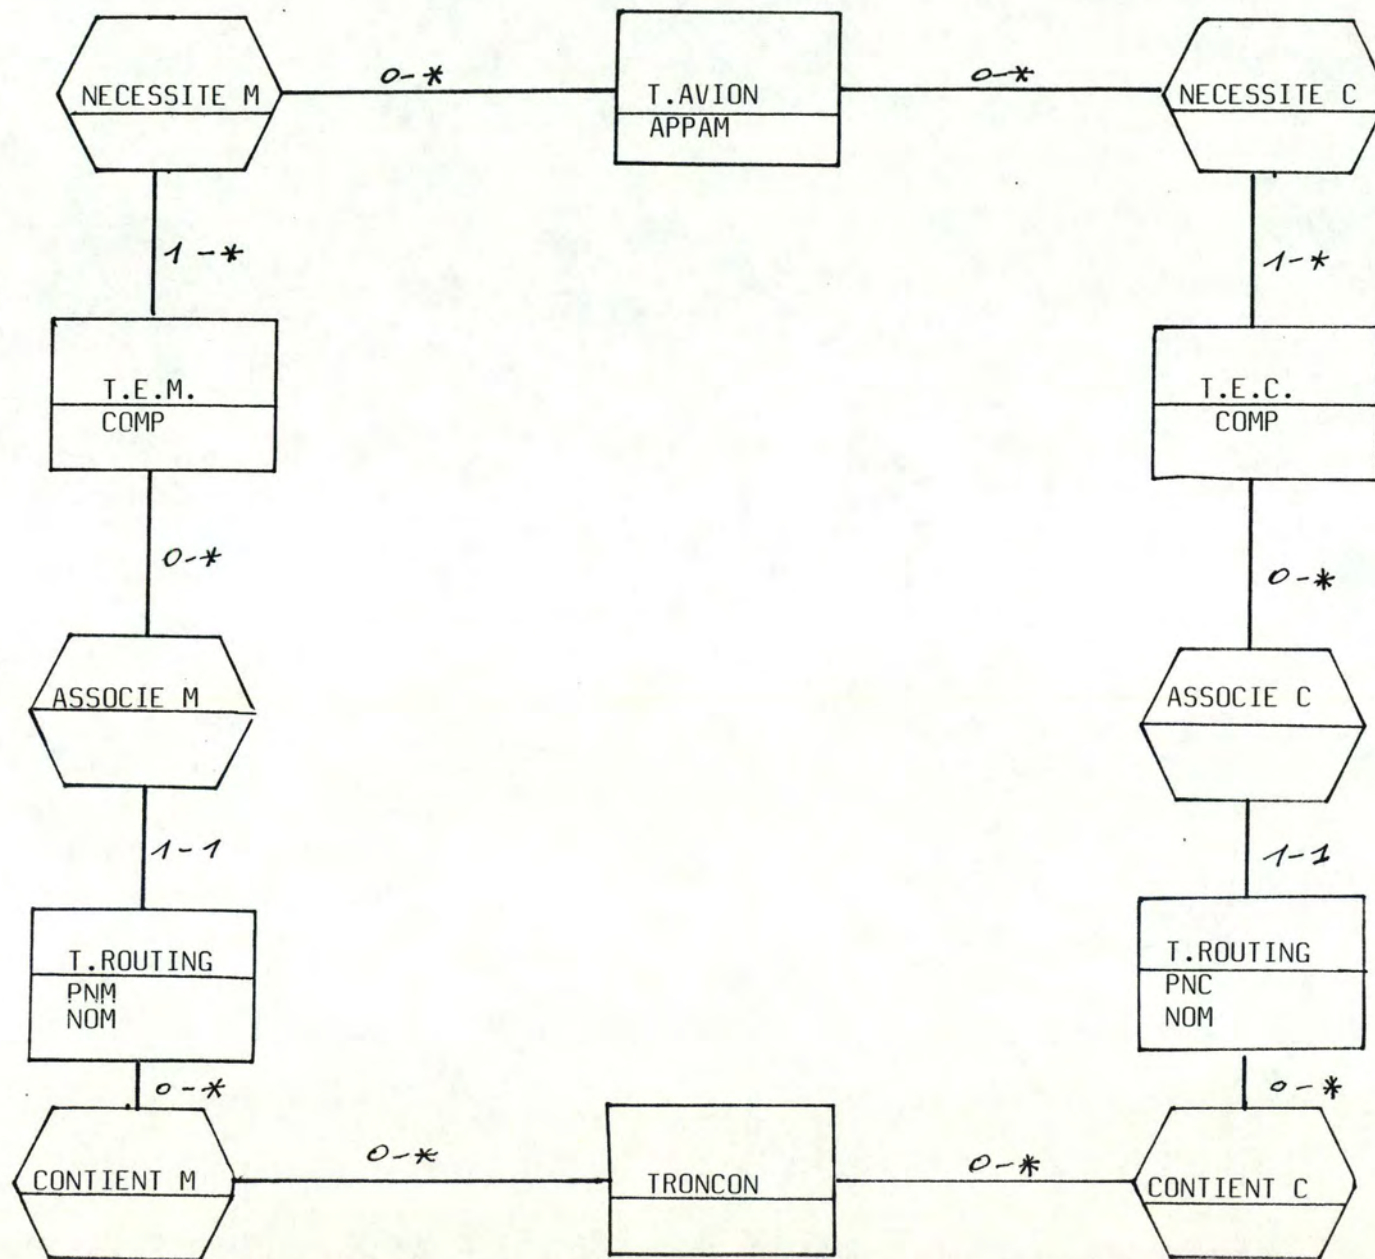 NECESSITE M
0-*
T.AVION
APPAM
0-*
NECESSITE C
1-*
1-*
T.E.M.
COMP
T.E.C.
COMP
0-*
0-*
ASSOCIE M
ASSOCIE C
1-1
1-1
T.ROUTING
PNM
NOM
T.ROUTING
PNC
NOM
0-*
0-*
CONTIENT M
0-*
TRONCON
0-*
CONTIENT C